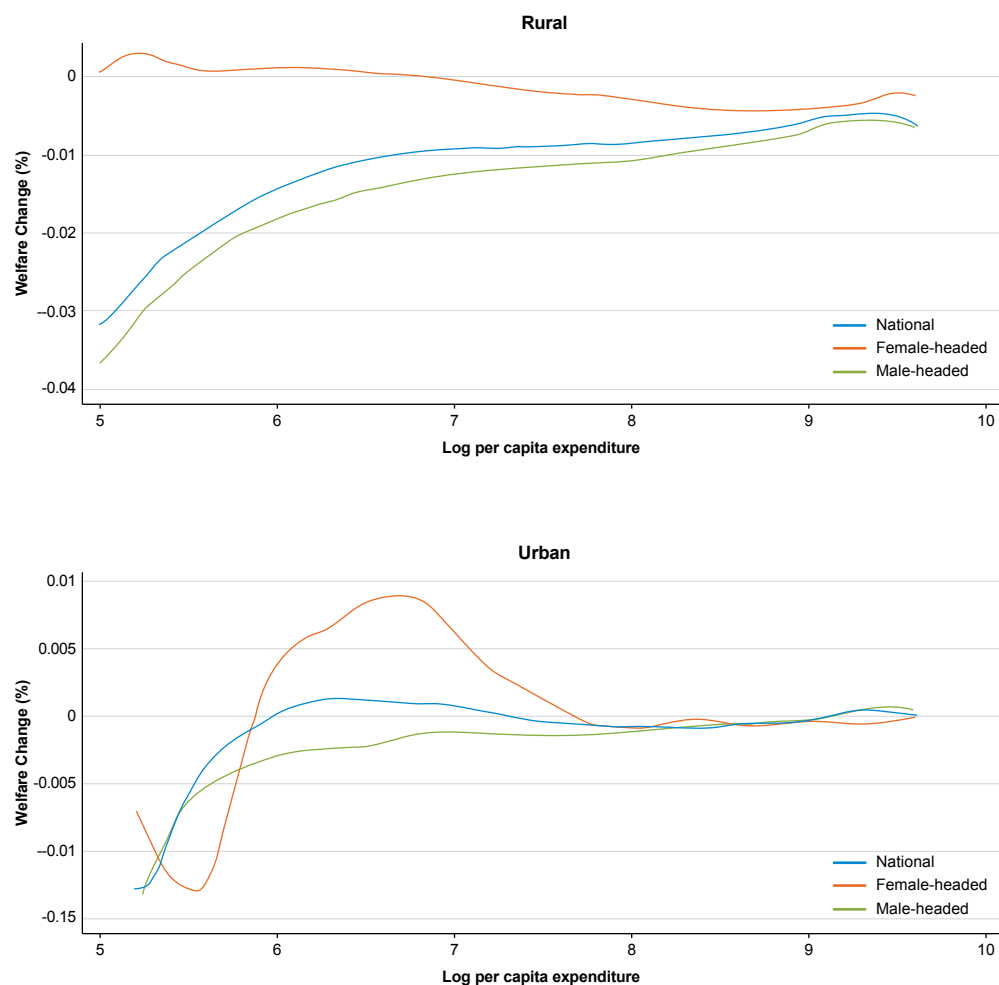 Rural
0
-0.01
-0.02
--0.03
-0.04
Welfare Change (%)
5 6 7 8 9 10
Log per capita expenditure
National
Female-headed
Male-headed
Urban
0.01
0.005
0
-0.005
--0.01
-0.15
Welfare Change (%)
5 6 7 8 9 10
Log per capita expenditure
National
Female-headed
Male-headed